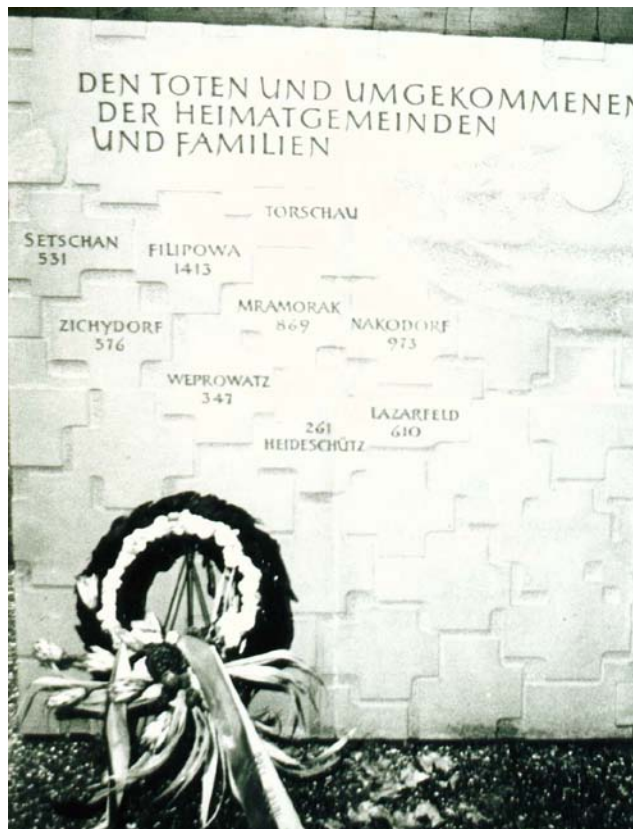 DEN TOTEN UND UMGEKOMMENEN
DER HEIMATGEMEINDEN
UND FAMILIEN
TORSCHAU
SETSCHAN
531
FILIPOWA
1413
MRAMORAK
869
ZICHYDORF
576
NAKODORF
973
WEPROWATZ
347
LAZARFELD
610
261
HEIDESCHÜTZ